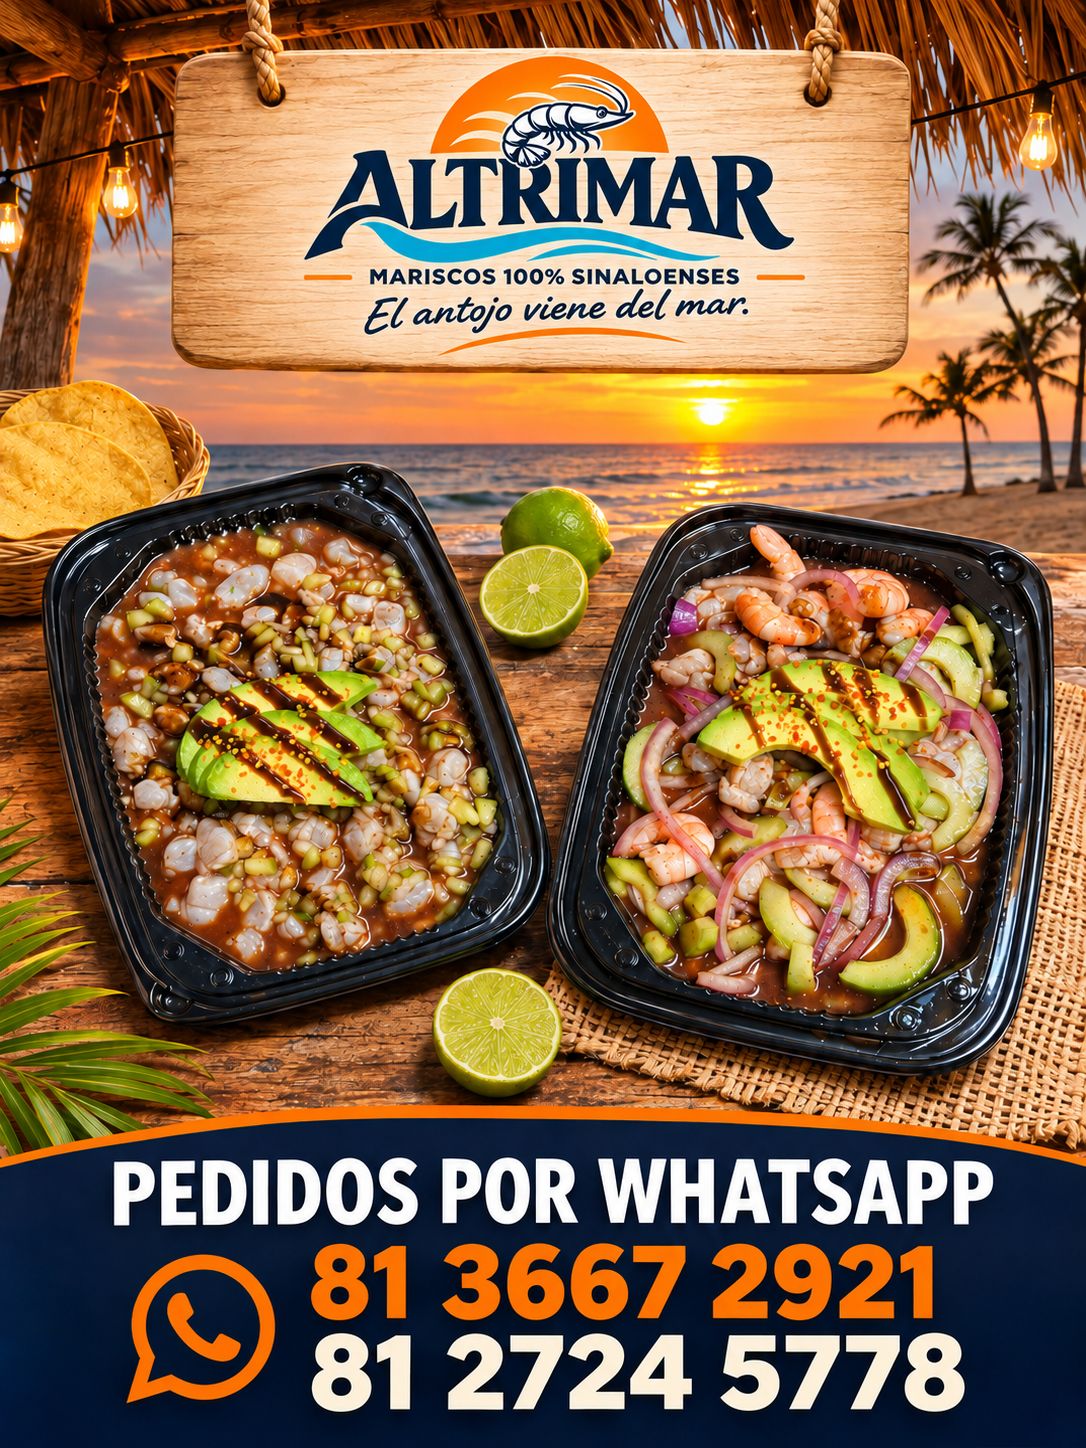 ALTRIMAR
MARISCOS 100% SINALOENSES
El antojo viene del mar.
PEDIDOS POR WHATSAPP
81 3667 2921
81 2724 5778